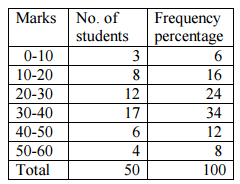 Marks No. of students Frequency percentage
0-10 3 6
10-20 8 16
20-30 12 24
30-40 17 34
40-50 6 12
50-60 4 8
Total 50 100